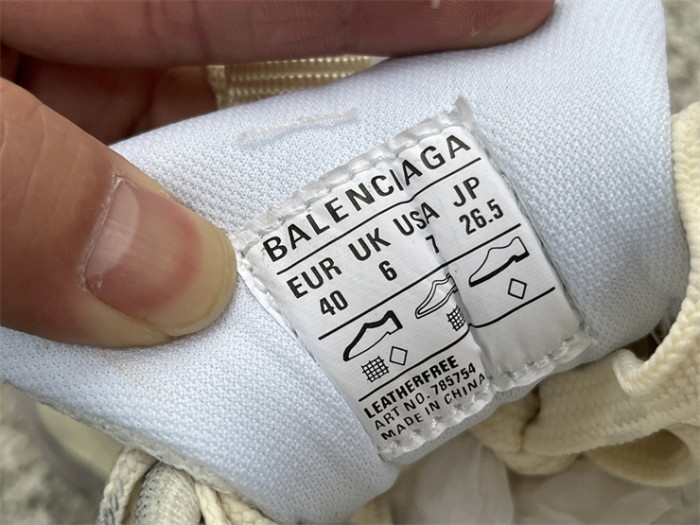 BALENCIAGA
EUR UK USA JP
40 6 7 26.5
LEATHERFREE
ART NO. 785754
MADE IN CHINA